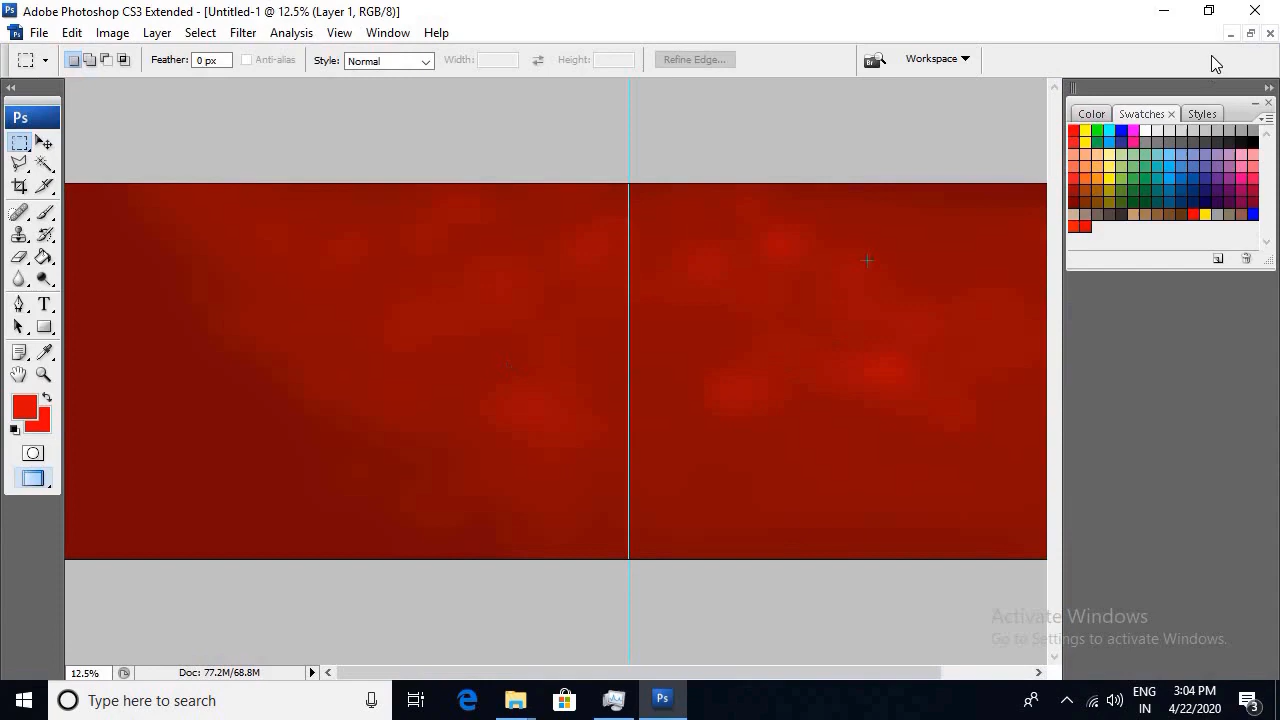 Adobe Photoshop CS3 Extended - [Untitled-1 @ 12.5% (Layer 1, RGB/8)]
File Edit Image Layer Select Filter Analysis View Window Help
Feather: 0 px Anti-alias Style: Normal Width: Height: Refine Edge... Br Workspace
Ps
Color Swatches Styles
T
Activate Windows
Go to Settings to activate Windows.
12.5% Doc: 77.2M/68.8M
Type here to search
Ps
ENG
IN
3:04 PM
4/22/2020
3